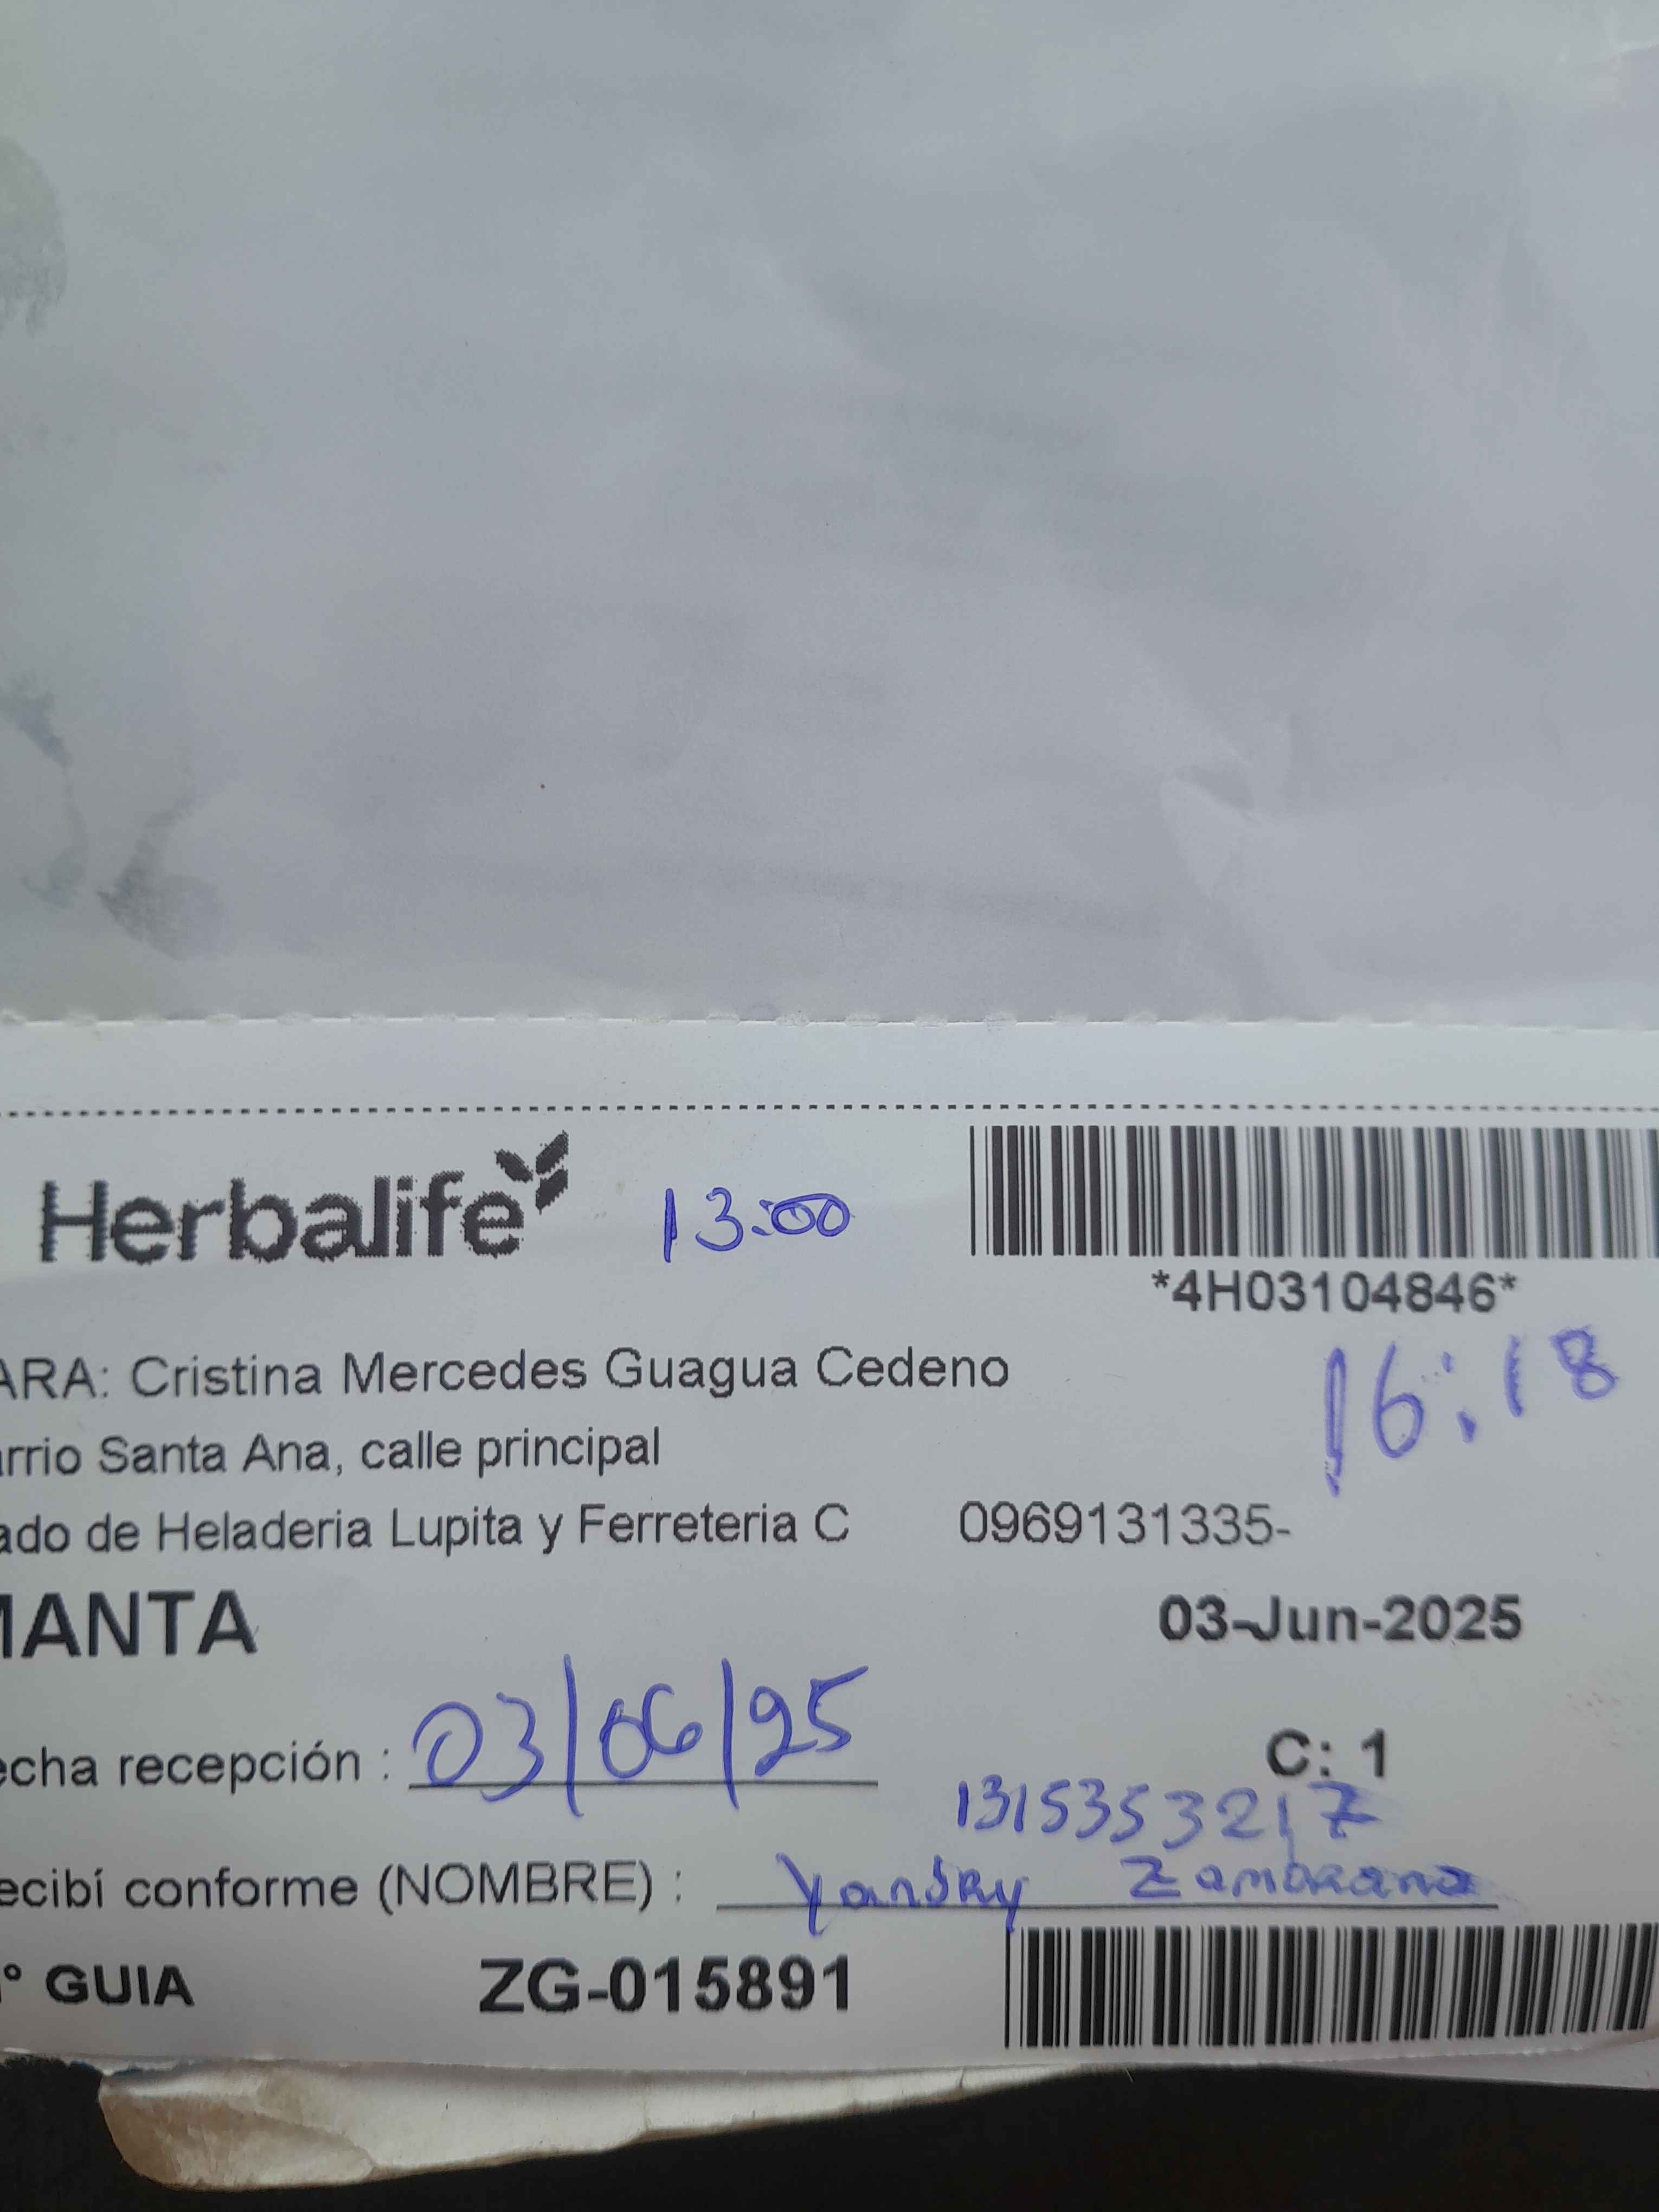 Herbalife 13:00
*4H03104846*
ARA: Cristina Mercedes Guagua Cedeno
16:18
arrio Santa Ana, calle principal
ado de Heladeria Lupita y Ferreteria C 0969131335-
MANTA 03-Jun-2025
echa recepción : 03/06/25 C: 1
1315353217
ecibí conforme (NOMBRE) : Yandry Zambrano
° GUIA ZG-015891